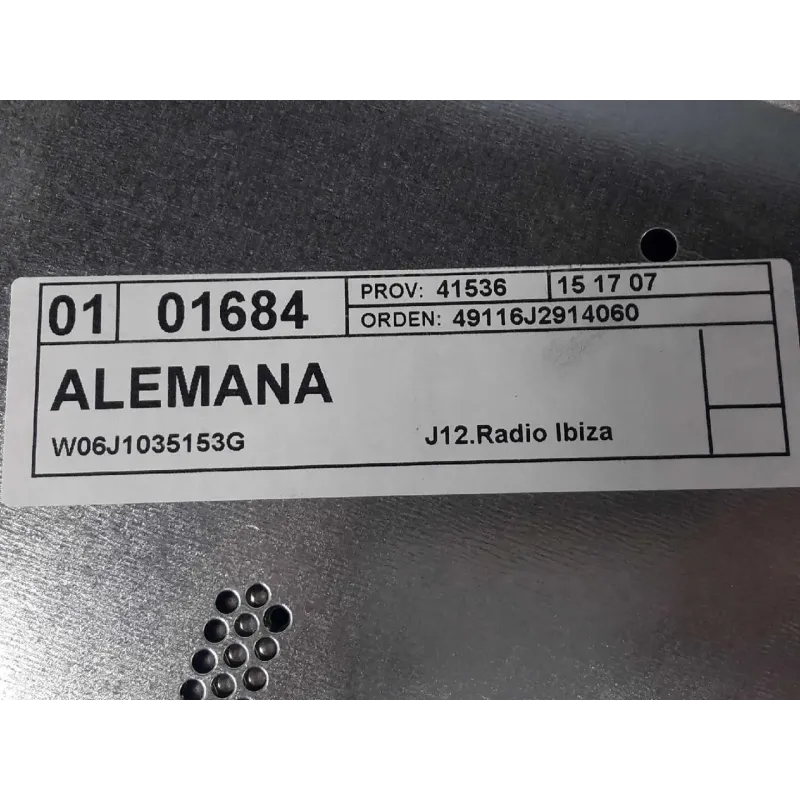 01 01684 PROV: 41536 15 17 07
ORDEN: 49116J2914060
ALEMANA
W06J1035153G J12.Radio Ibiza